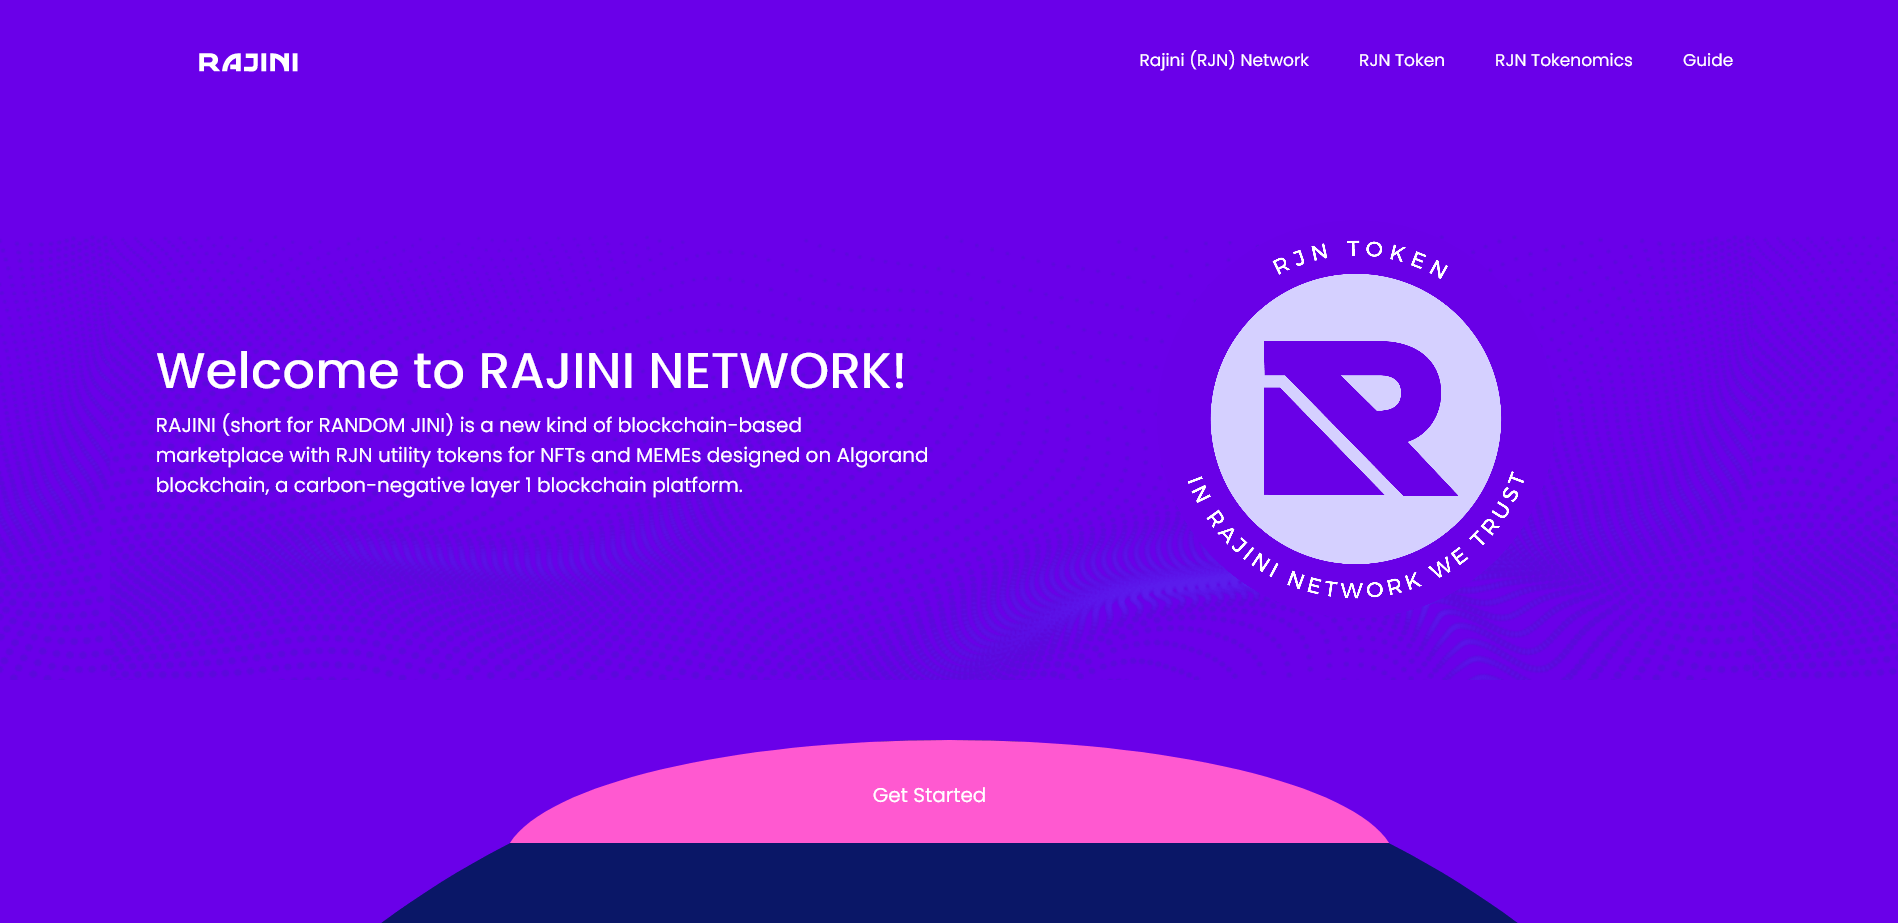 RAJINI
Rajini (RJN) Network
RJN Token
RJN Tokenomics
Guide
Welcome to RAJINI NETWORK!
RAJINI (short for RANDOM JINI) is a new kind of blockchain-based
marketplace with RJN utility tokens for NFTs and MEMEs designed on Algorand
blockchain, a carbon-negative layer 1 blockchain platform.
RJN TOKEN
R
IN RAJINI NETWORK WE TRUST
Get Started